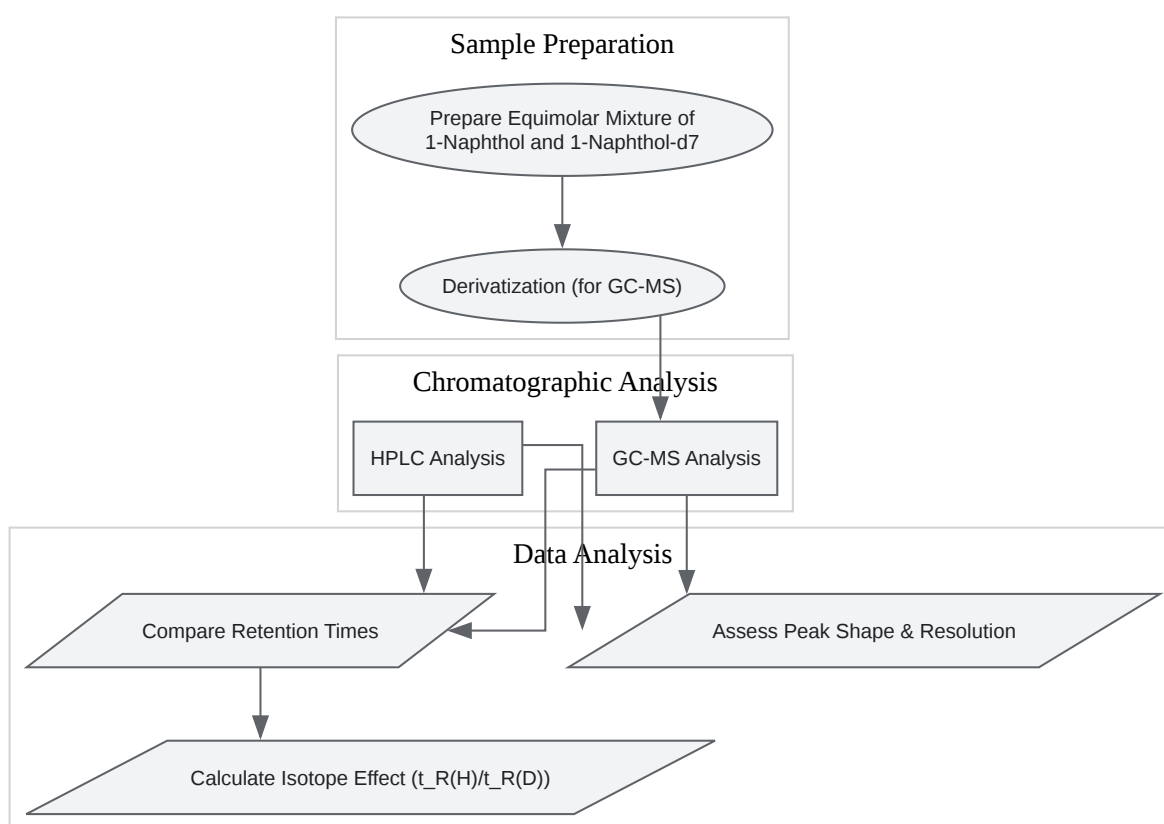 Sample Preparation
Prepare Equimolar Mixture of
1-Naphthol and 1-Naphthol-d7
Derivatization (for GC-MS)
Chromatographic Analysis
HPLC Analysis
GC-MS Analysis
Data Analysis
Compare Retention Times
Assess Peak Shape & Resolution
Calculate Isotope Effect (t_R(H)/t_R(D))